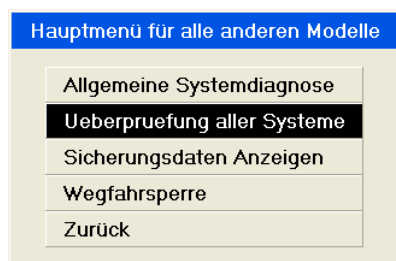 Hauptmenü für alle anderen Modelle
Allgemeine Systemdiagnose
Ueberpruefung aller Systeme
Sicherungsdaten Anzeigen
Wegfahrsperre
Zurück